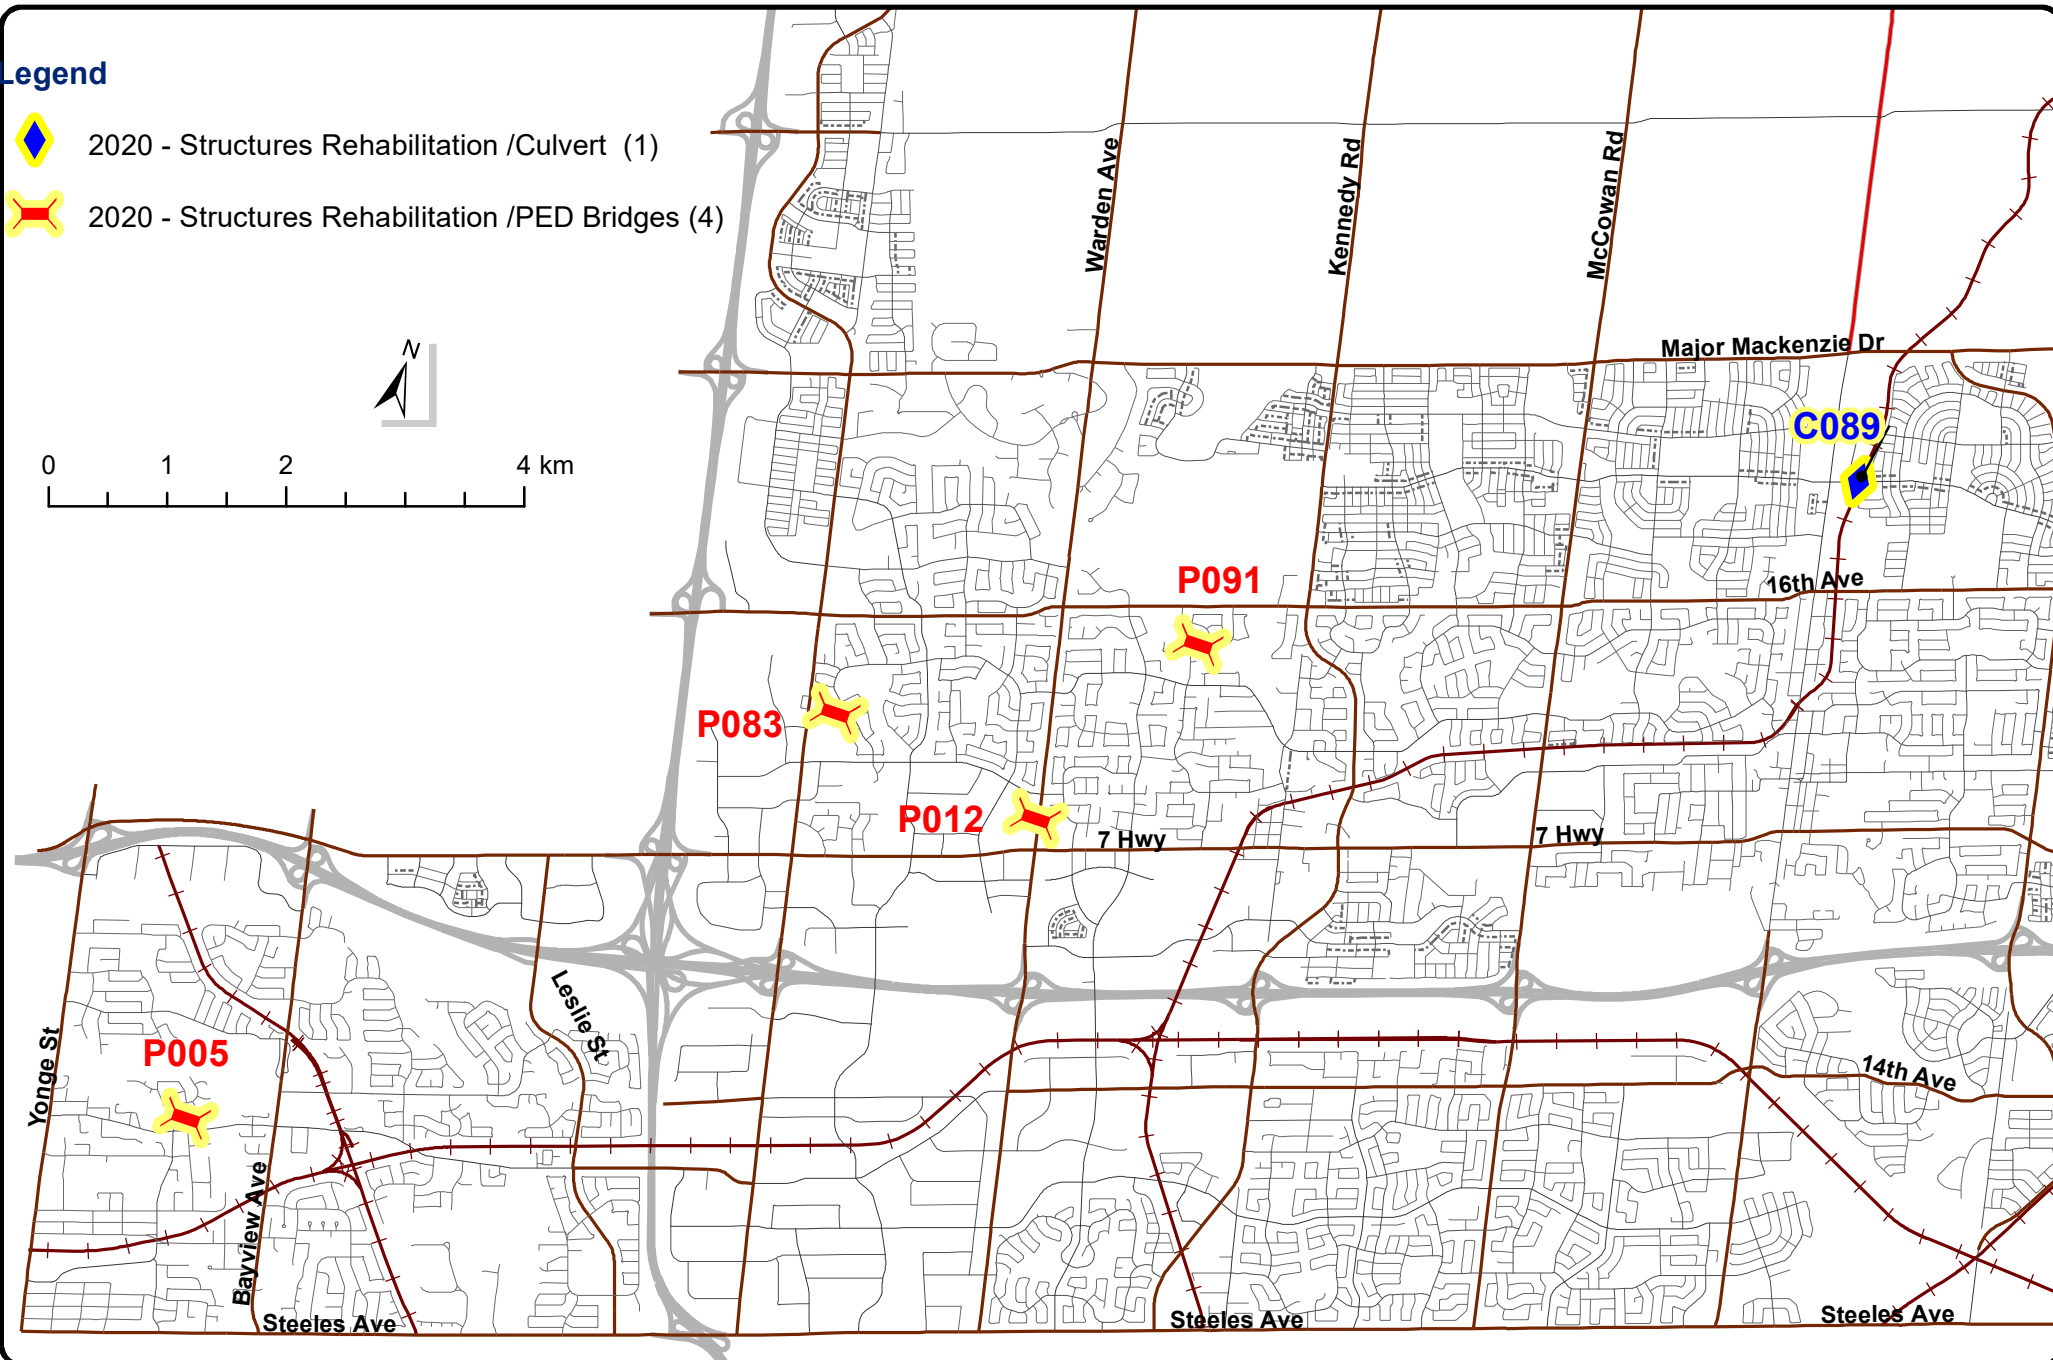 Legend
2020 - Structures Rehabilitation /Culvert  (1)
2020 - Structures Rehabilitation /PED Bridges (4)
N
0 1 2 4 km
Warden Ave
Kennedy Rd
McCowan Rd
Major Mackenzie Dr
C089
16th Ave
P091
P083
P012
7 Hwy
7 Hwy
Leslie St
Yonge St
P005
14th Ave
Bayview Ave
Steeles Ave
Steeles Ave
Steeles Ave